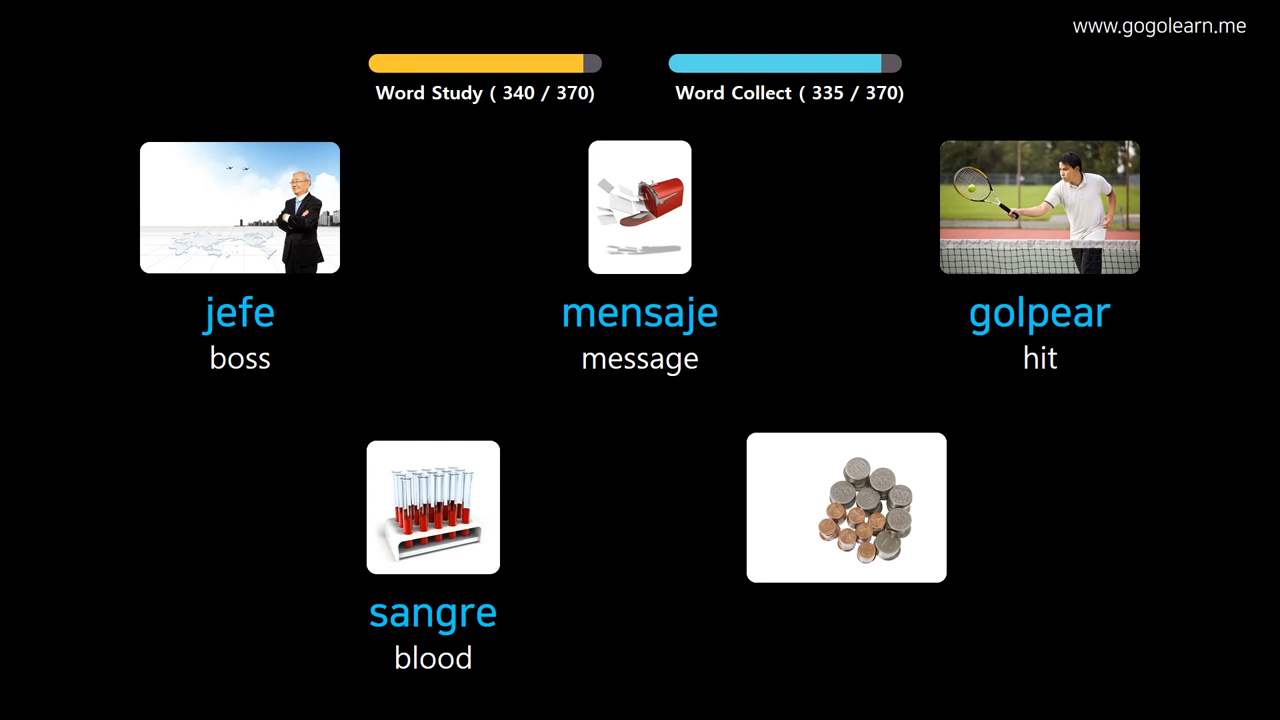 www.gogolearn.me
Word Study ( 340 / 370)
Word Collect ( 335 / 370)
jefe
boss
mensaje
message
golpear
hit
sangre
blood